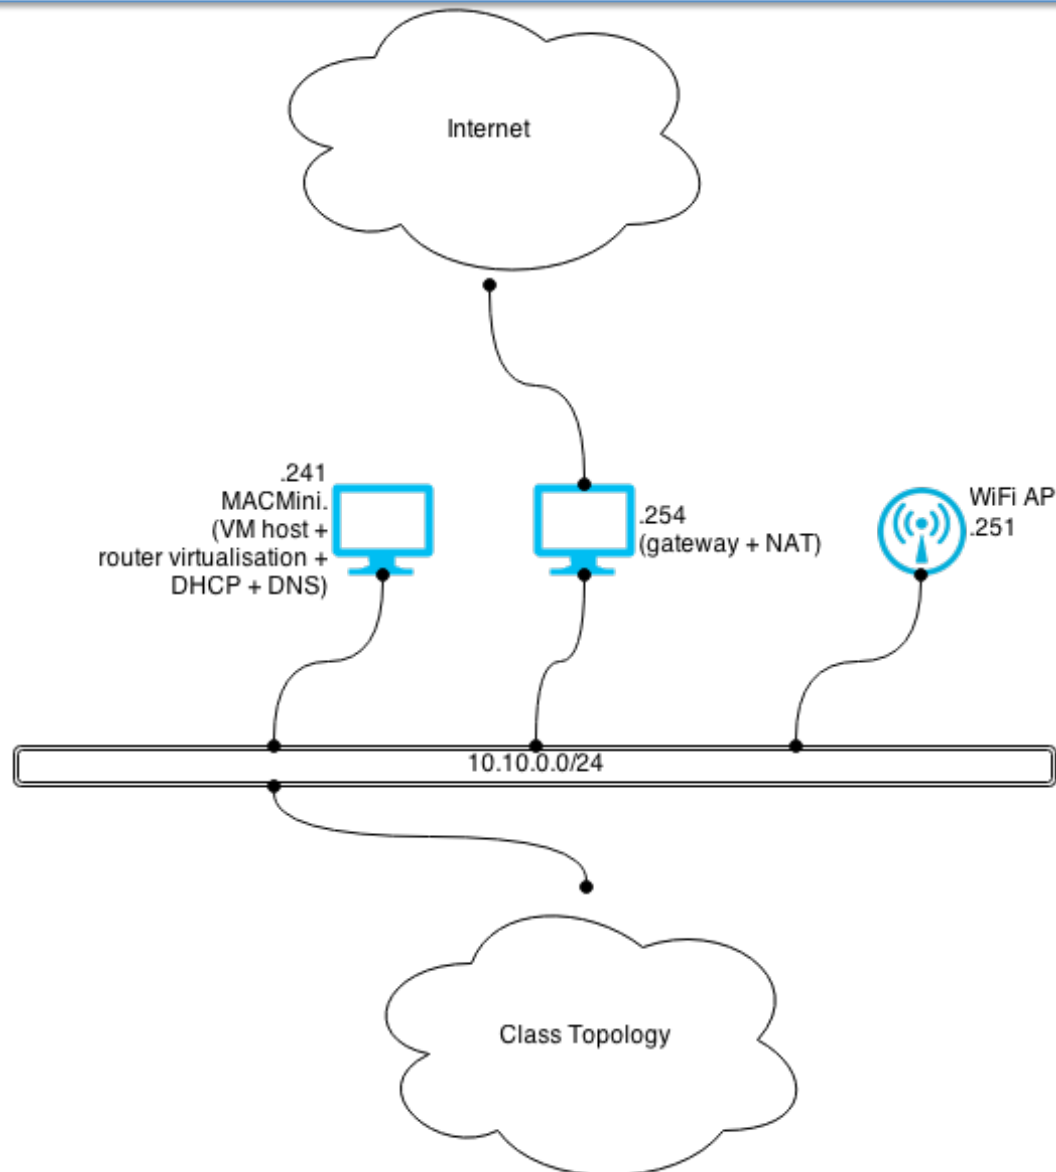 Internet
.241
MACMini.
(VM host +
router virtualisation +
DHCP + DNS)
.254
(gateway + NAT)
WiFi AP
.251
10.10.0.0/24
Class Topology